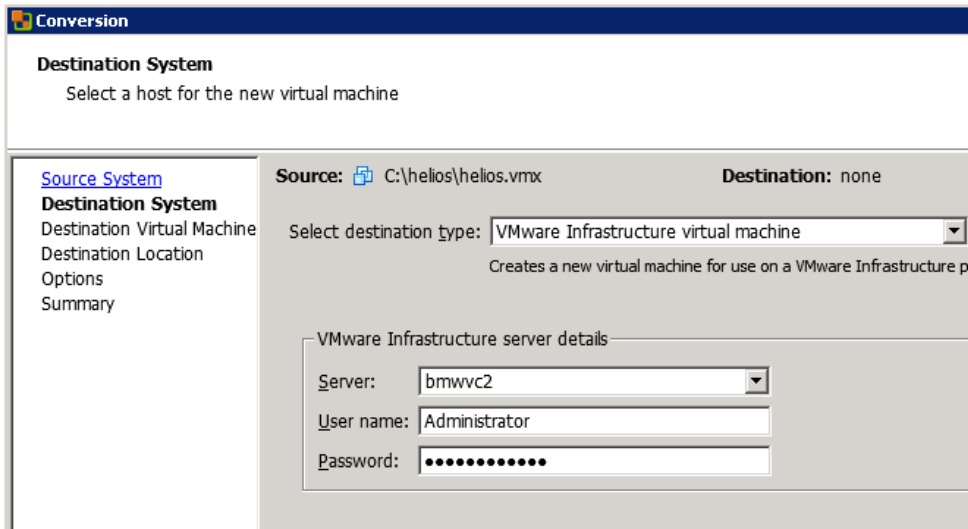 Conversion
Destination System
Select a host for the new virtual machine
Source System
Destination System
Destination Virtual Machine
Destination Location
Options
Summary
Source: C:\helios\helios.vmx Destination: none
Select destination type: VMware Infrastructure virtual machine
Creates a new virtual machine for use on a VMware Infrastructure p
VMware Infrastructure server details
Server: bmwvc2
User name: Administrator
Password: ●●●●●●●●●●●●